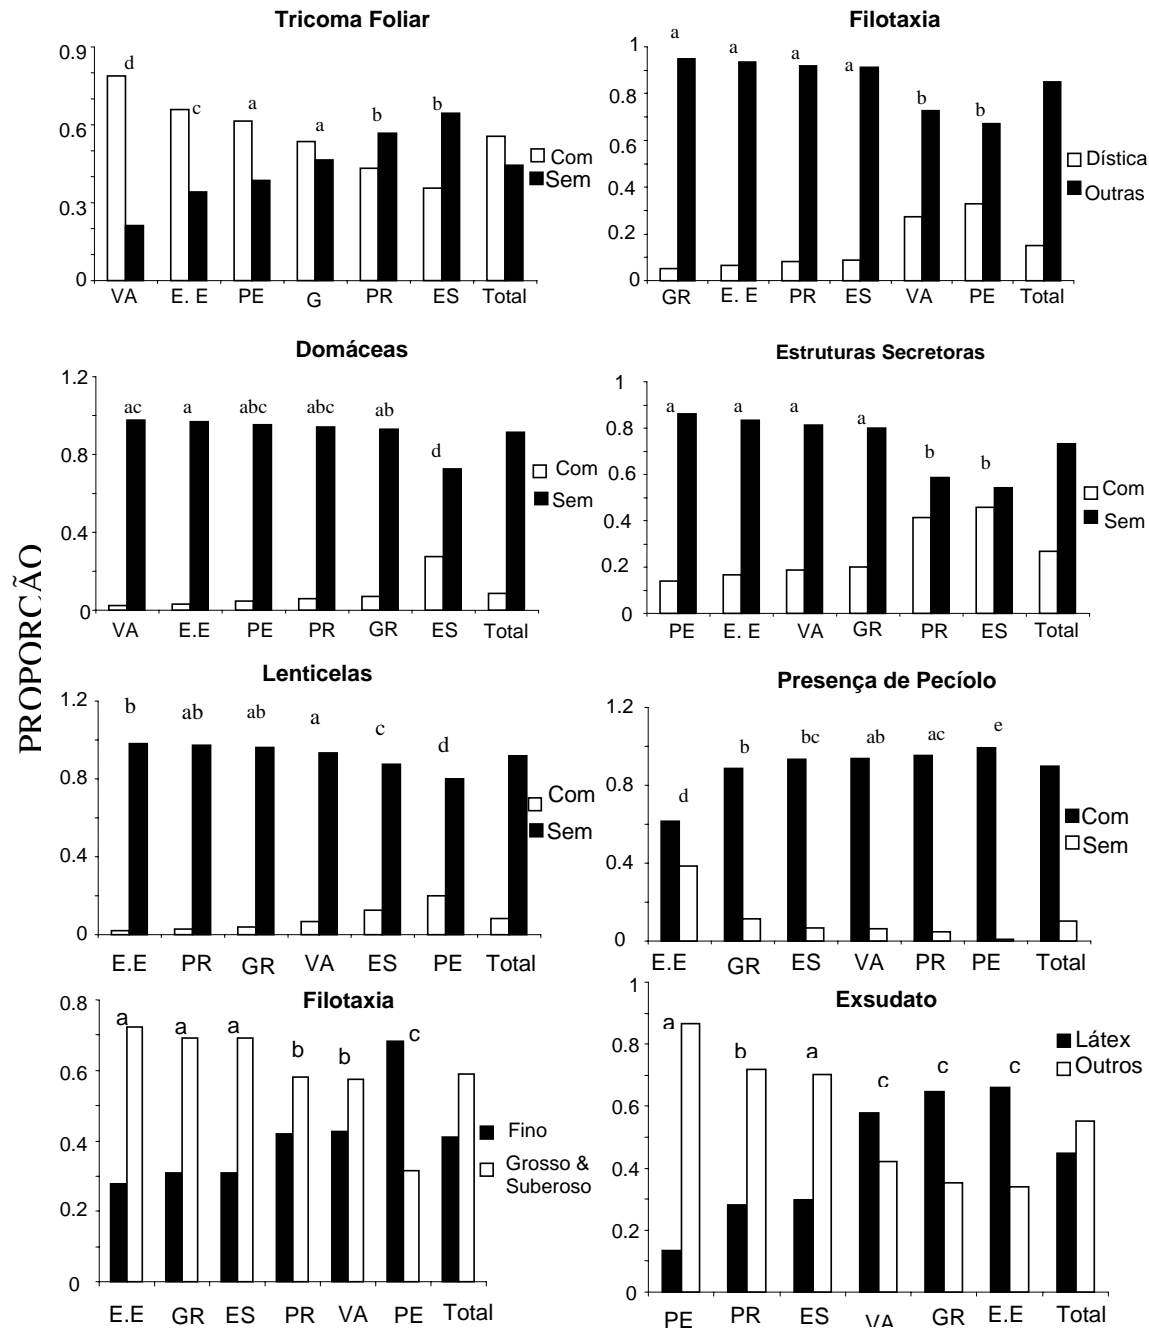 PROPORCÃO
Tricoma Foliar
0.9
0.6
0.3
0
d
c
a
a
b
b
Com
Sem
VA E. E PE G PR ES Total
Filotaxia
1
0.8
0.6
0.4
0.2
0
a
a
a
a
b
b
Dística
Outras
GR E. E PR ES VA PE Total
Domáceas
1.2
0.8
0.4
0
ac
a
abc
abc
ab
d
Com
Sem
VA E.E PE PR GR ES Total
Estruturas Secretoras
1
0.8
0.6
0.4
0.2
0
a
a
a
a
b
b
Com
Sem
PE E. E VA GR PR ES Total
Lenticelas
1.2
0.8
0.4
0
b
ab
ab
a
c
d
Com
Sem
E.E PR GR VA ES PE Total
Presença de Pecíolo
1.2
0.8
0.4
0
d
b
bc
ab
ac
e
Com
Sem
E.E GR ES VA PR PE Total
Filotaxia
0.8
0.6
0.4
0.2
0
a
a
a
b
b
c
Fino
Grosso &
Suberoso
E.E GR ES PR VA PE Total
Exsudato
1
0.8
0.6
0.4
0.2
0
a
b
a
c
c
c
Látex
Outros
PE PR ES VA GR E.E Total